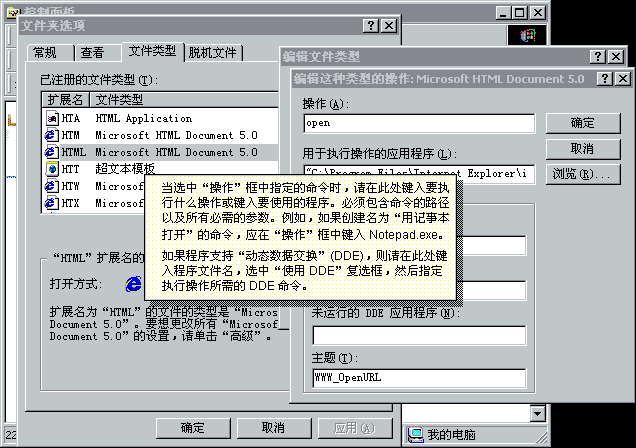 控制面板
文件夹选项
常规 查看 文件类型 脱机文件
已注册的文件类型(T):
扩展名 文件类型
HTA HTML Application
HTM Microsoft HTML Document 5.0
HTML Microsoft HTML Document 5.0
HTT 超文本模板
HTW
HTX
“HTML”扩展名的
打开方式:
扩展名为“HTML”的文件的类型是“Micros
Document 5.0”。要想更改所有“Microsof
Document 5.0”的设置，请单击“高级”。
确定 取消 应用(A)
编辑文件类型
编辑这种类型的操作: Microsoft HTML Document 5.0
操作(A):
open
确定
取消
用于执行操作的应用程序(L):
"C:\Program Files\Internet Explorer\i
浏览(R)...
当选中“操作”框中指定的命令时，请在此处键入要执
行什么操作或键入要使用的程序。必须包含命令的路径
以及所有必需的参数。例如，如果创建名为“用记事本
打开”的命令，应在“操作”框中键入 Notepad.exe。
如果程序支持“动态数据交换”(DDE)，则请在此处键
入程序文件名，选中“使用 DDE”复选框，然后指定
执行操作所需的 DDE 命令。
未运行的 DDE 应用程序(N):
主题(T):
WWW_OpenURL
22
我的电脑